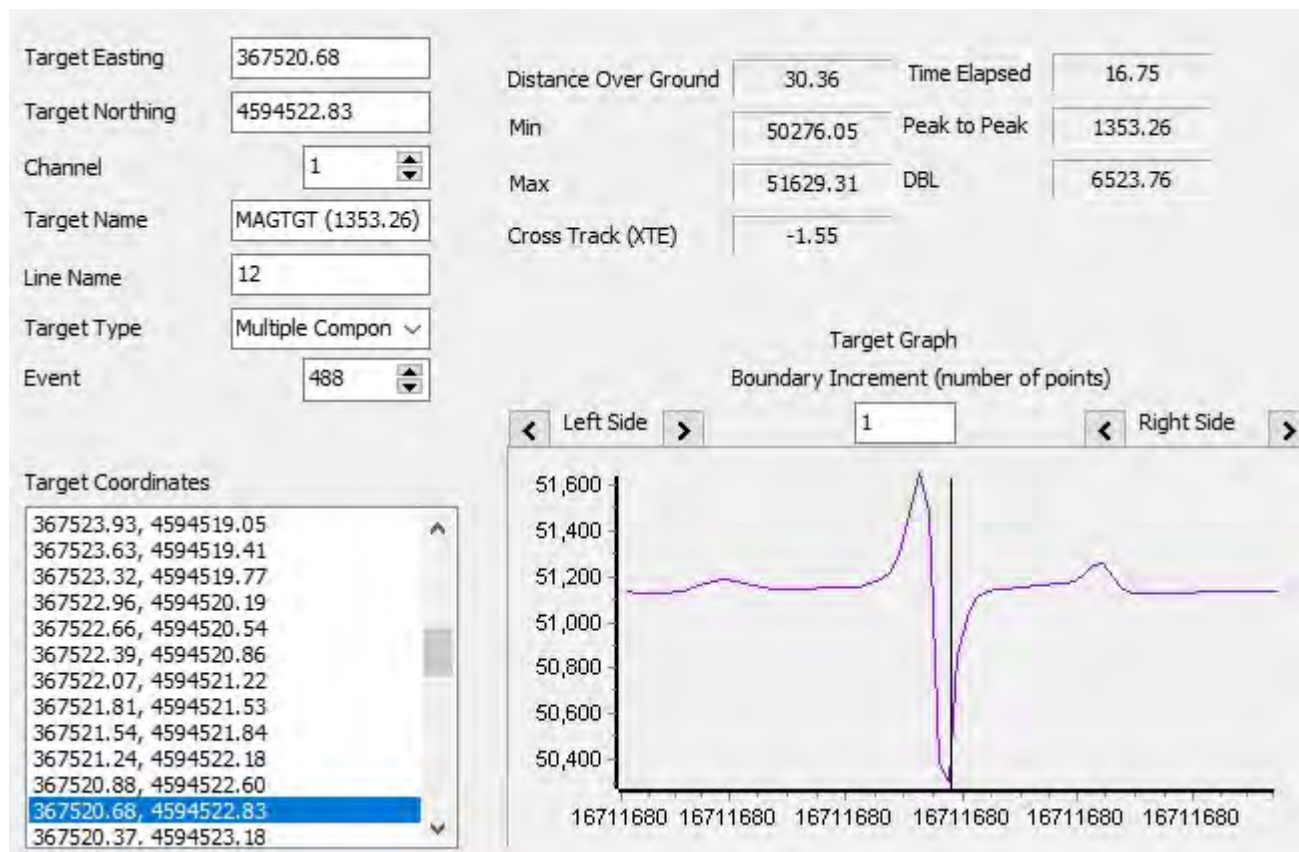 Target Easting 367520.68
Target Northing 4594522.83
Channel 1
Target Name MAGTGT (1353.26)
Line Name 12
Target Type Multiple Compon
Event 488
Distance Over Ground 30.36 Time Elapsed 16.75
Min 50276.05 Peak to Peak 1353.26
Max 51629.31 DBL 6523.76
Cross Track (XTE) -1.55
Target Graph
Boundary Increment (number of points)
< Left Side > 1 < Right Side >
Target Coordinates
367523.93, 4594519.05
367523.63, 4594519.41
367523.32, 4594519.77
367522.96, 4594520.19
367522.66, 4594520.54
367522.39, 4594520.86
367522.07, 4594521.22
367521.81, 4594521.53
367521.54, 4594521.84
367521.24, 4594522.18
367520.88, 4594522.60
367520.68, 4594522.83
367520.37, 4594523.18
51,600
51,400
51,200
51,000
50,800
50,600
50,400
16711680 16711680 16711680 16711680 16711680 16711680